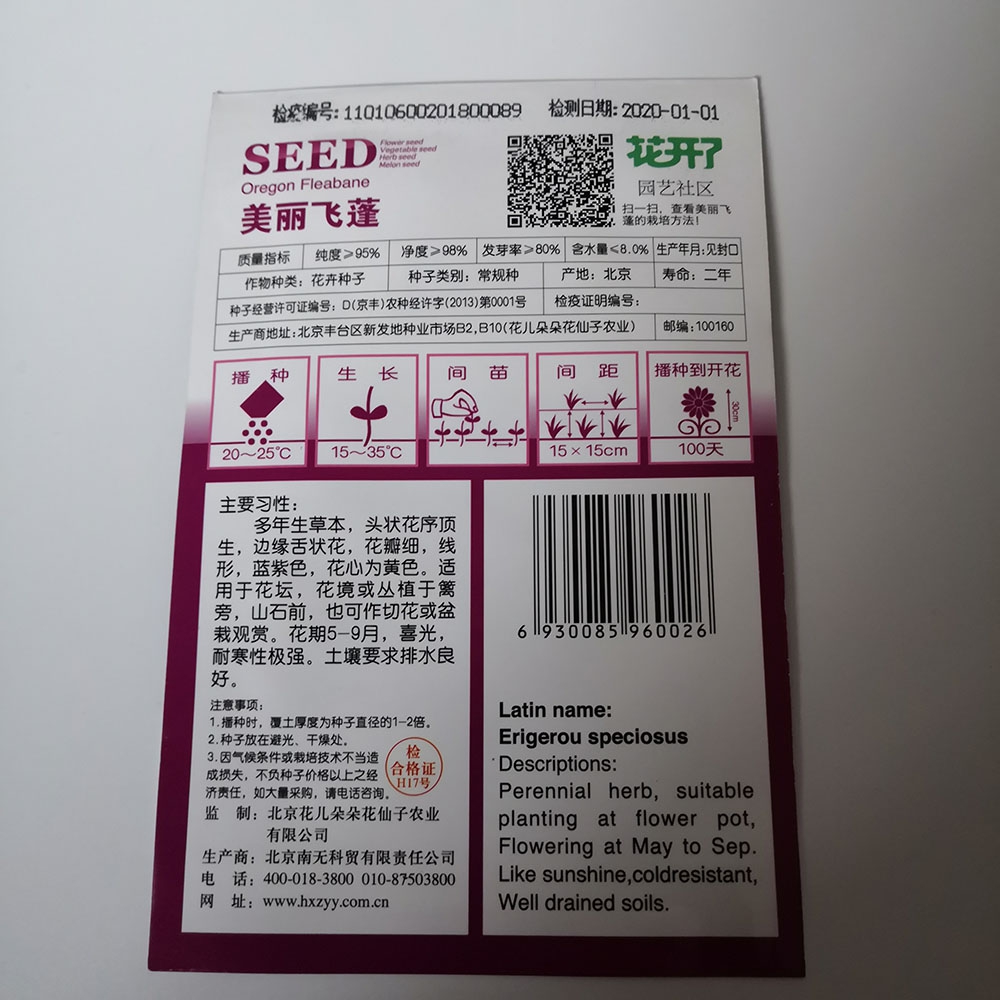 检疫编号:11010600201800089 检测日期:2020-01-01
SEED
Flower seed
Vegetable seed
Herb seed
Melon seed
Oregon Fleabane
美丽飞蓬
花开了
园艺社区
扫一扫，查看美丽飞
蓬的栽培方法！
质量指标 纯度≥95% 净度≥98% 发芽率≥80% 含水量≤8.0% 生产年月:见封口
作物种类：花卉种子 种子类别：常规种 产地：北京 寿命：二年
种子经营许可证编号：D(京丰)农种经许字(2013)第0001号 检疫证明编号：
生产商地址:北京丰台区新发地种业市场B2,B10(花儿朵朵花仙子农业) 邮编:100160
播种 生长 间苗 间距 播种到开花
30cm
20～25℃ 15～35℃ 15×15cm 100天
主要习性：
多年生草本，头状花序顶
生，边缘舌状花，花瓣细，线
形，蓝紫色，花心为黄色。适
用于花坛，花境或丛植于篱
旁，山石前，也可作切花或盆
栽观赏。花期5-9月，喜光，
耐寒性极强。土壤要求排水良
好。
注意事项：
1.播种时，覆土厚度为种子直径的1-2倍。
2.种子放在避光、干燥处。
3.因气候条件或栽培技术不当造
成损失，不负种子价格以上之经
济责任，如大量采购，请电话咨询。
检
合格证
H17号
监 制：北京花儿朵朵花仙子农业
有限公司
生产商：北京南无科贸有限责任公司
电 话：400-018-3800 010-87503800
网 址：www.hxzyy.com.cn
6 930085 960026
Latin name:
Erigerou speciosus
Descriptions:
Perennial herb, suitable
planting at flower pot,
Flowering at May to Sep.
Like sunshine,coldresistant,
Well drained soils.